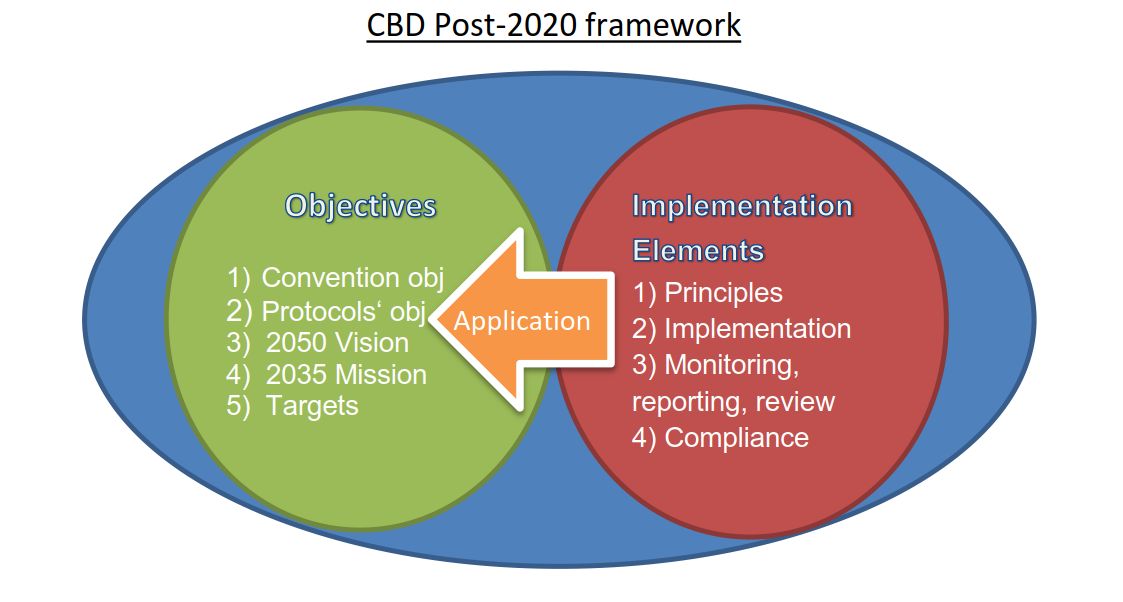 CBD Post-2020 framework
Objectives
1) Convention obj
2) Protocols‘ obj
3) 2050 Vision
4) 2035 Mission
5) Targets
Application
Implementation
Elements
1) Principles
2) Implementation
3) Monitoring,
reporting, review
4) Compliance